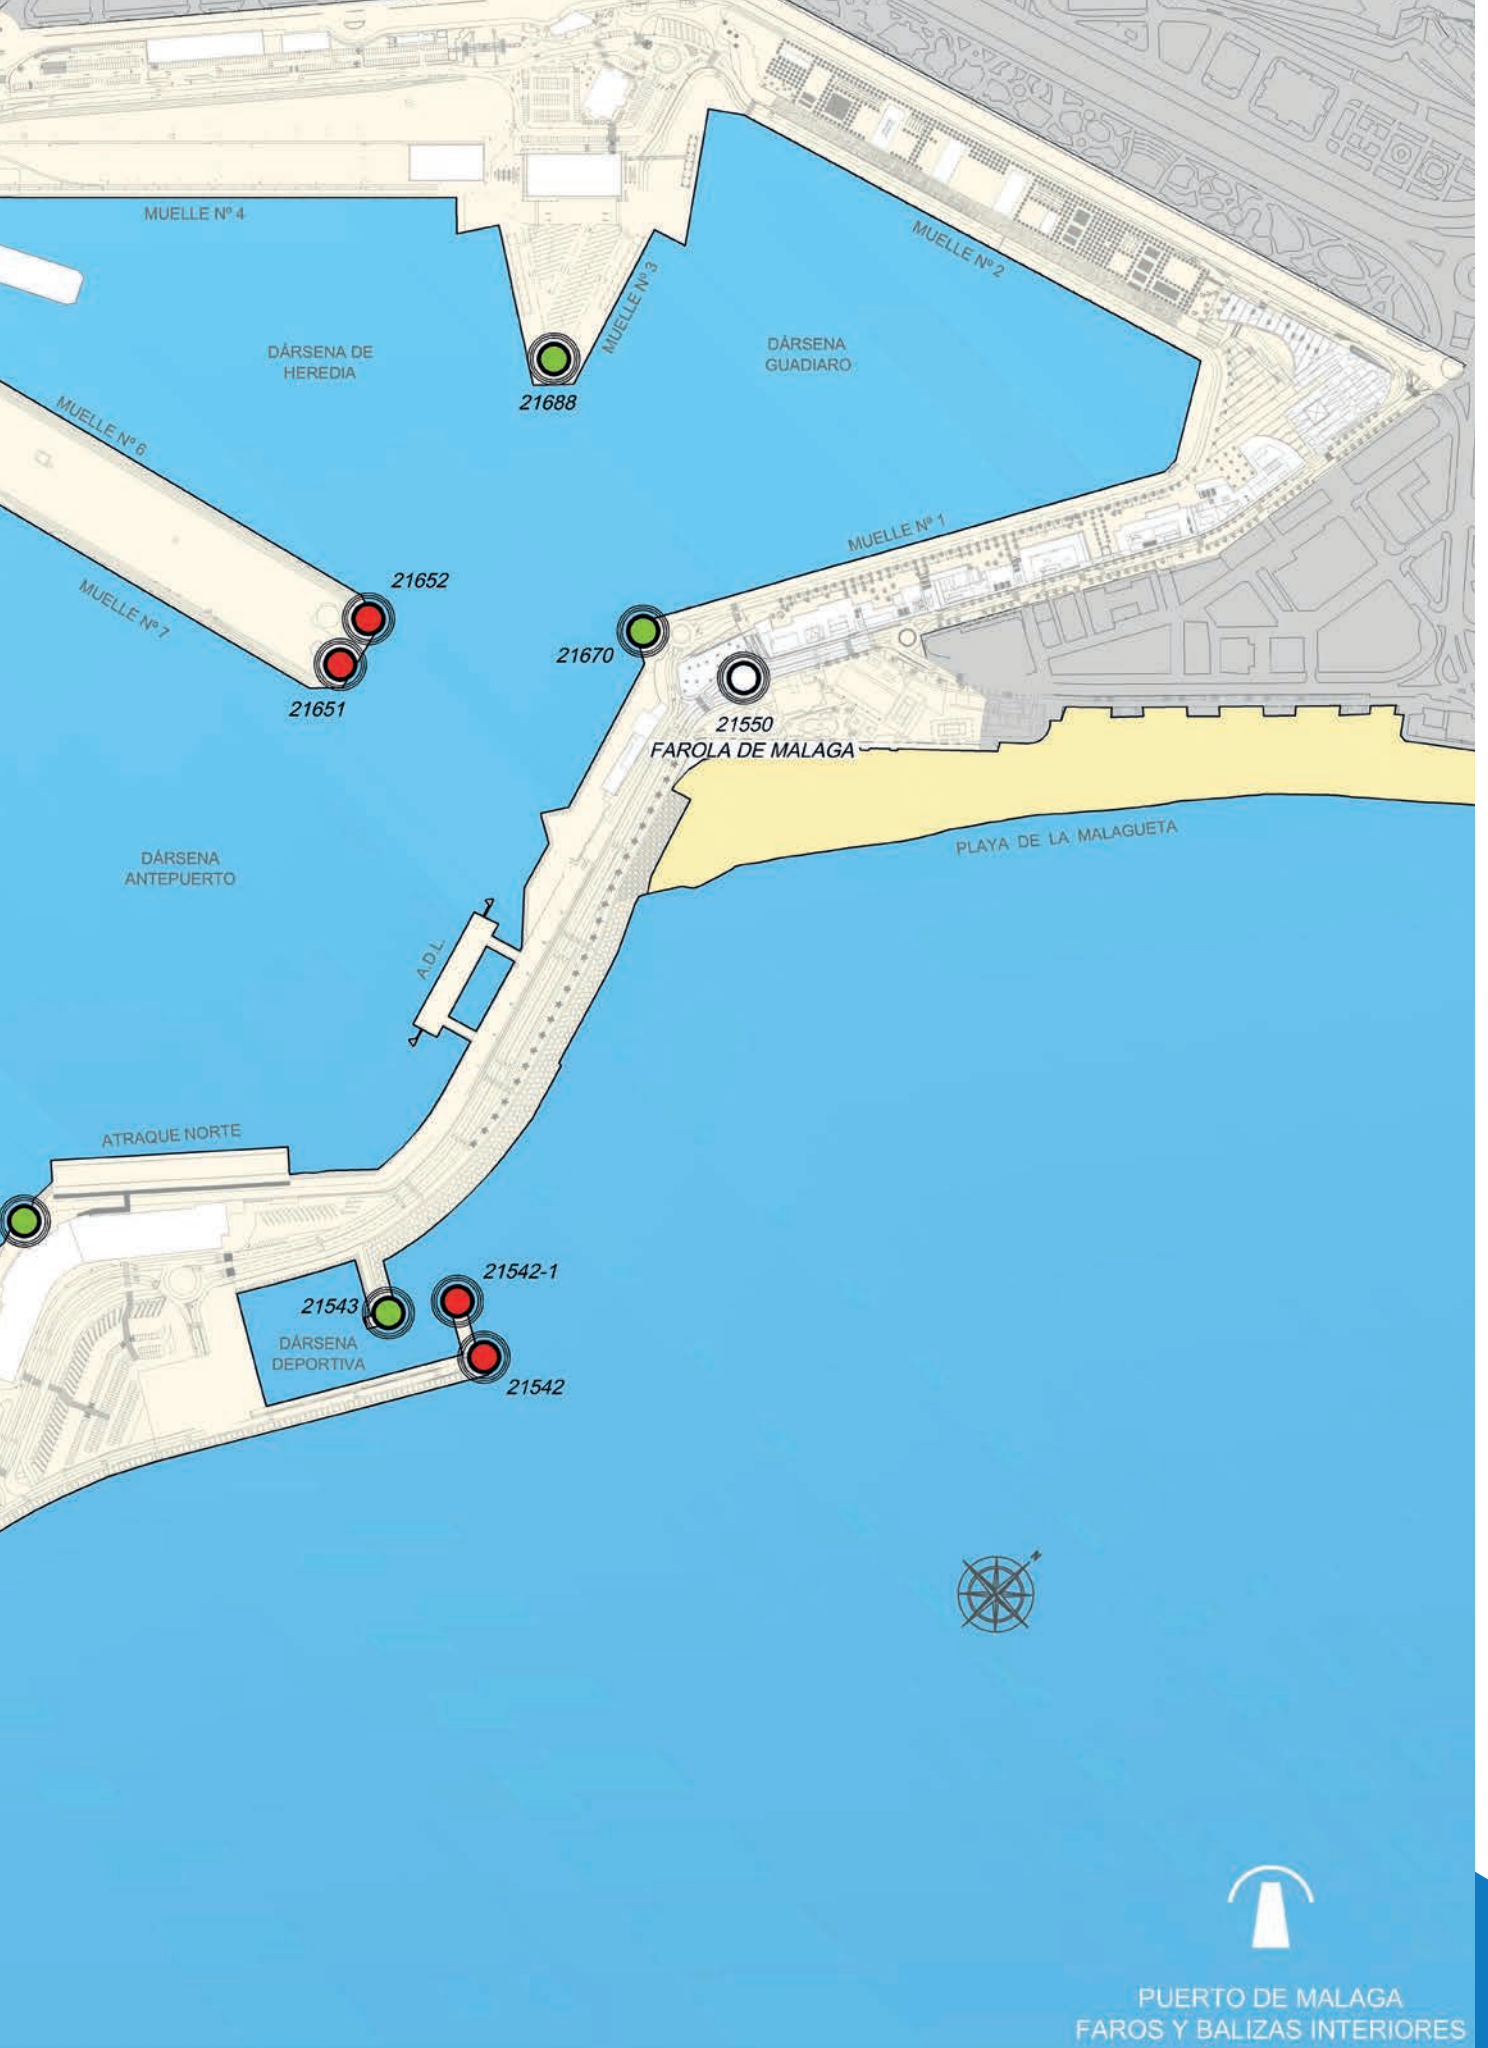 MUELLE Nº 4
MUELLE Nº 2
MUELLE Nº 3
DÁRSENA DE
HEREDIA
DÁRSENA
GUADIARO
21688
MUELLE Nº 6
MUELLE Nº 1
21652
MUELLE Nº 7
21670
21651
21550
FAROLA DE MALAGA
PLAYA DE LA MALAGUETA
DÁRSENA
ANTEPUERTO
A.D.L.
ATRAQUE NORTE
21542-1
21543
DÁRSENA
DEPORTIVA
21542
N
PUERTO DE MALAGA
FAROS Y BALIZAS INTERIORES